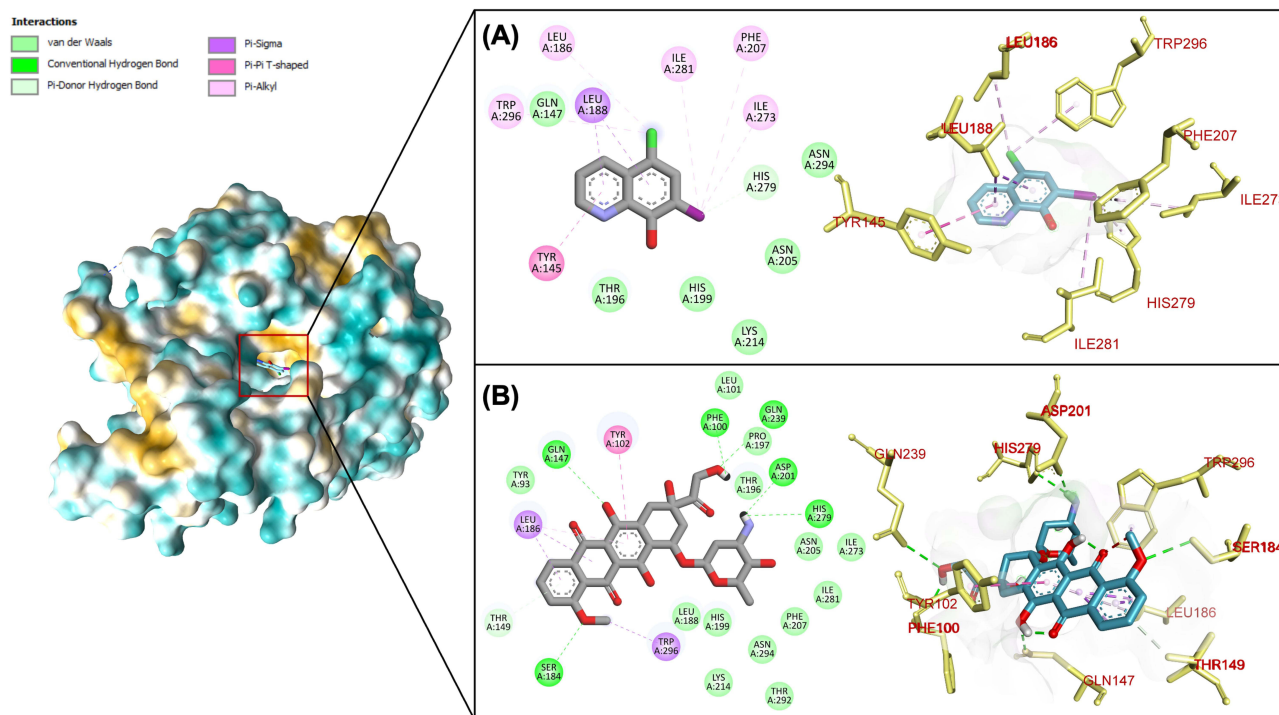 Interactions
van der Waals
Conventional Hydrogen Bond
Pi-Donor Hydrogen Bond
Pi-Sigma
Pi-Pi T-shaped
Pi-Alkyl
(A)
LEU
A:186
PHE
A:207
ILE
A:281
TRP
A:296
GLN
A:147
LEU
A:188
ILE
A:273
HIS
A:279
ASN
A:294
TYR
A:145
THR
A:196
HIS
A:199
ASN
A:205
LYS
A:214
LEU186
TRP296
LEU188
PHE207
TYR145
ILE27
HIS279
ILE281
(B)
LEU
A:101
PHE
A:100
GLN
A:239
TYR
A:102
PRO
A:197
GLN
A:147
TYR
A:93
THR
A:196
ASP
A:201
LEU
A:186
HIS
A:279
ASN
A:205
ILE
A:273
ILE
A:281
THR
A:149
LEU
A:188
HIS
A:199
PHE
A:207
TRP
A:296
ASN
A:294
SER
A:184
LYS
A:214
THR
A:292
ASP201
GLN239
HIS279
TRP296
SER184
TYR102
LEU186
PHE100
THR149
GLN147